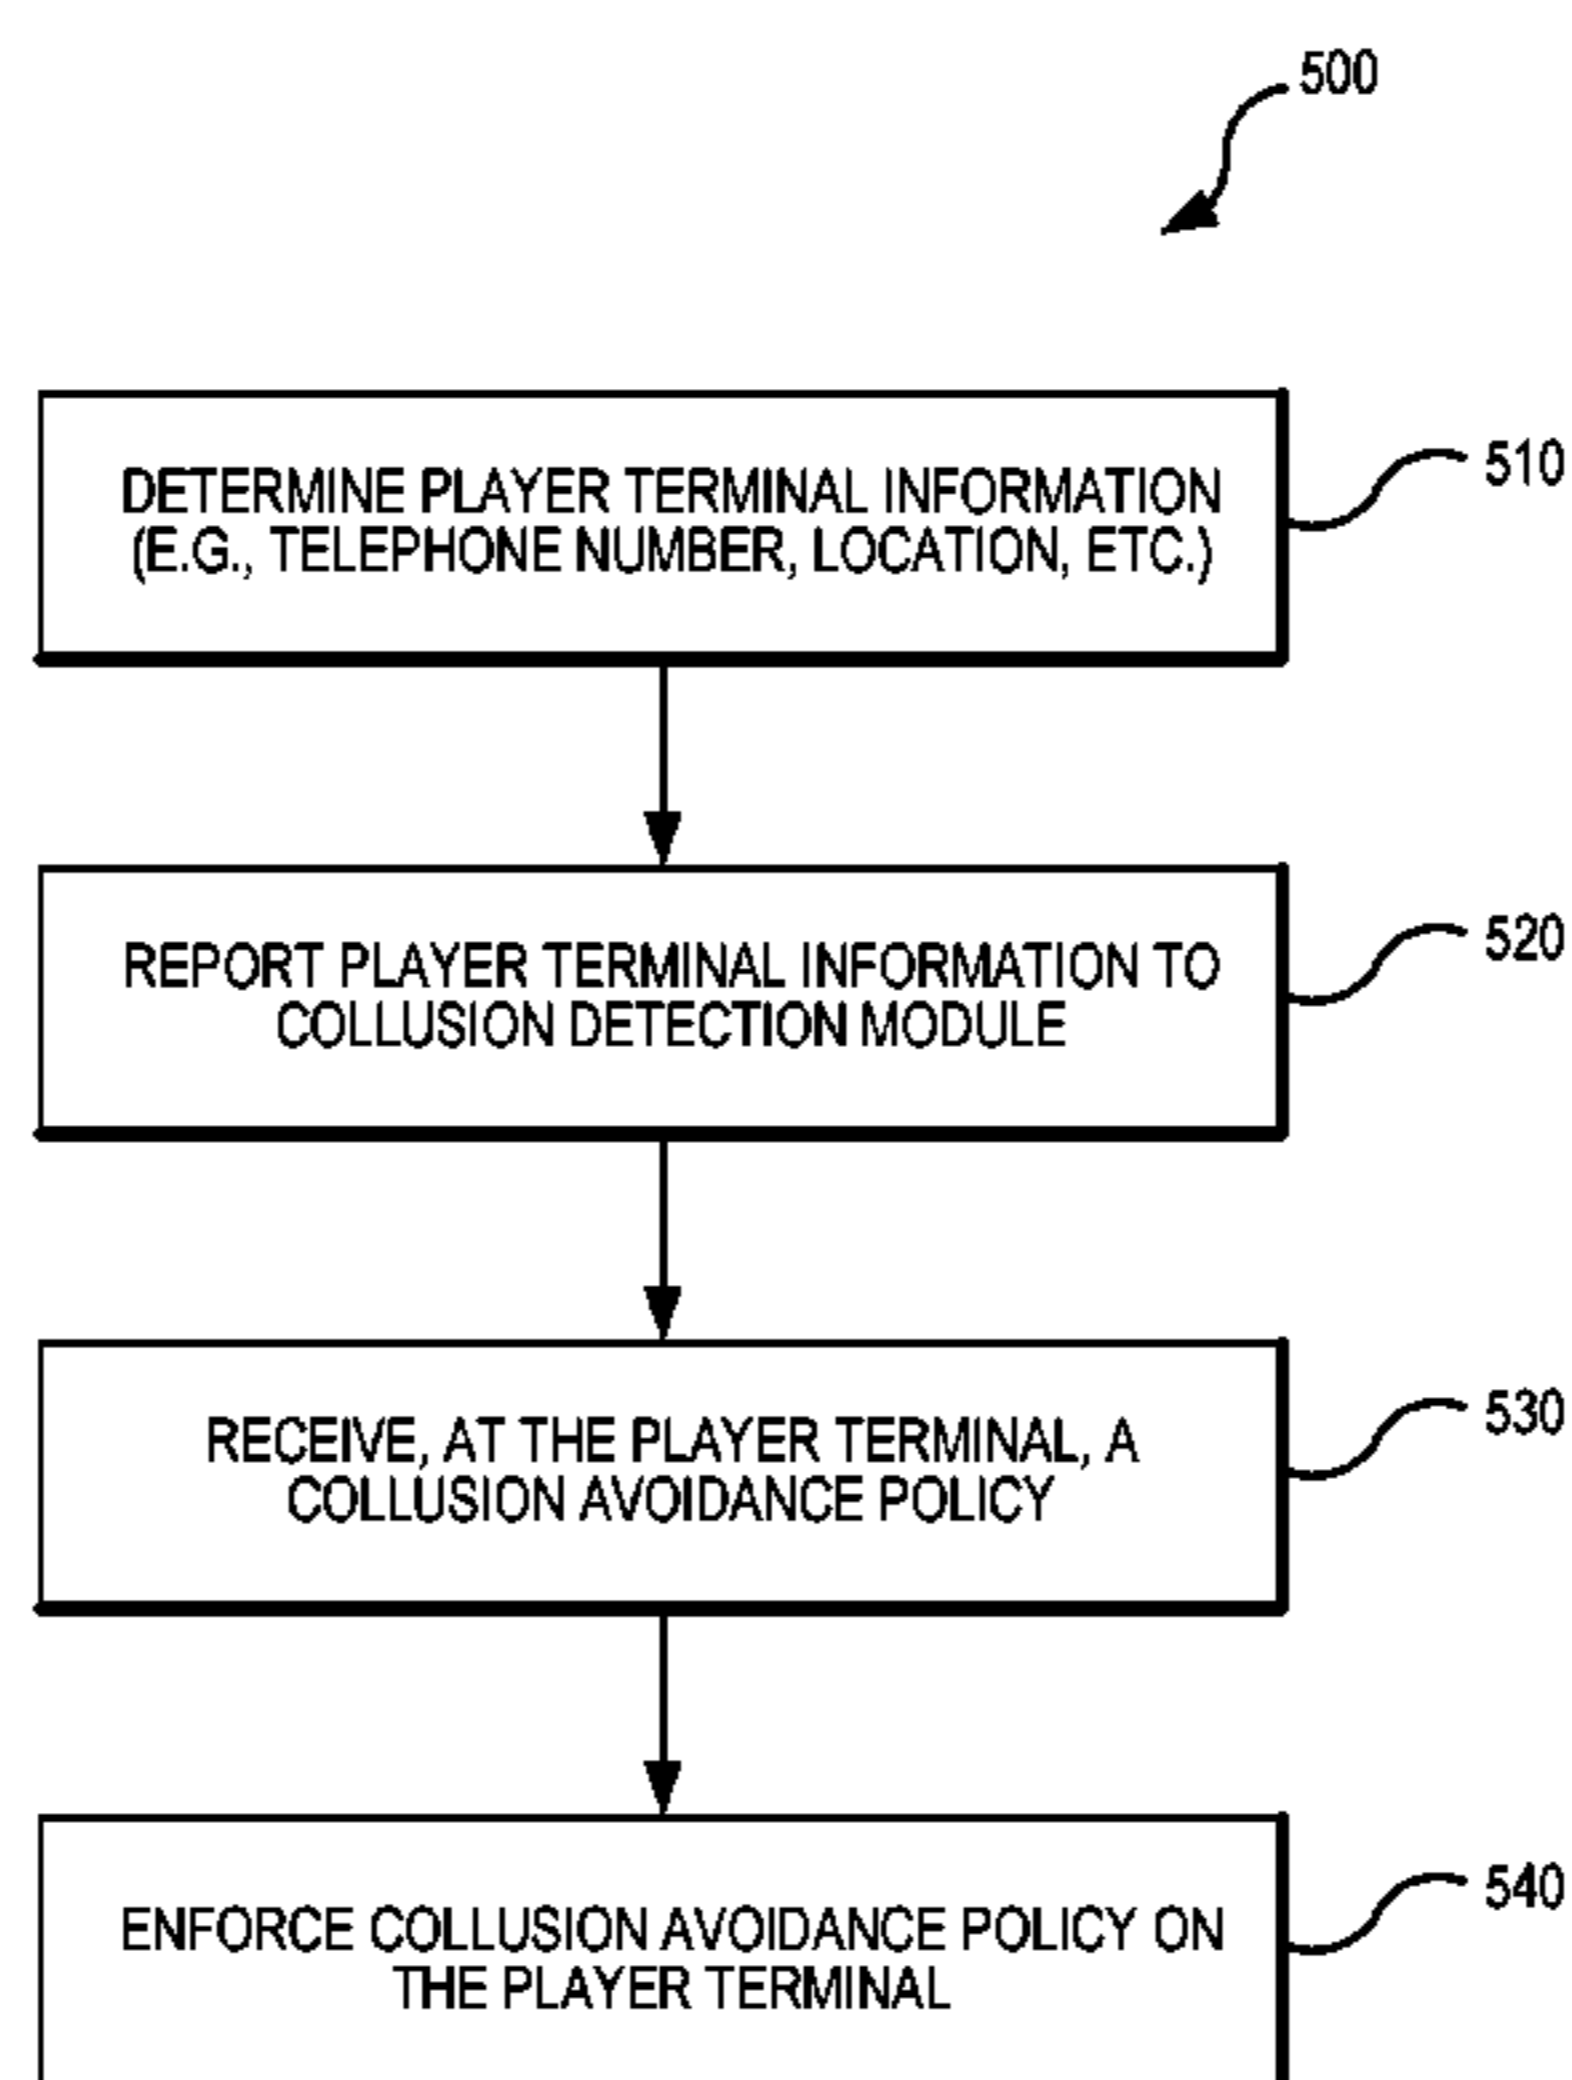 500
DETERMINE PLAYER TERMINAL INFORMATION
(E.G., TELEPHONE NUMBER, LOCATION, ETC.)
510
REPORT PLAYER TERMINAL INFORMATION TO
COLLUSION DETECTION MODULE
520
RECEIVE, AT THE PLAYER TERMINAL, A
COLLUSION AVOIDANCE POLICY
530
ENFORCE COLLUSION AVOIDANCE POLICY ON
THE PLAYER TERMINAL
540